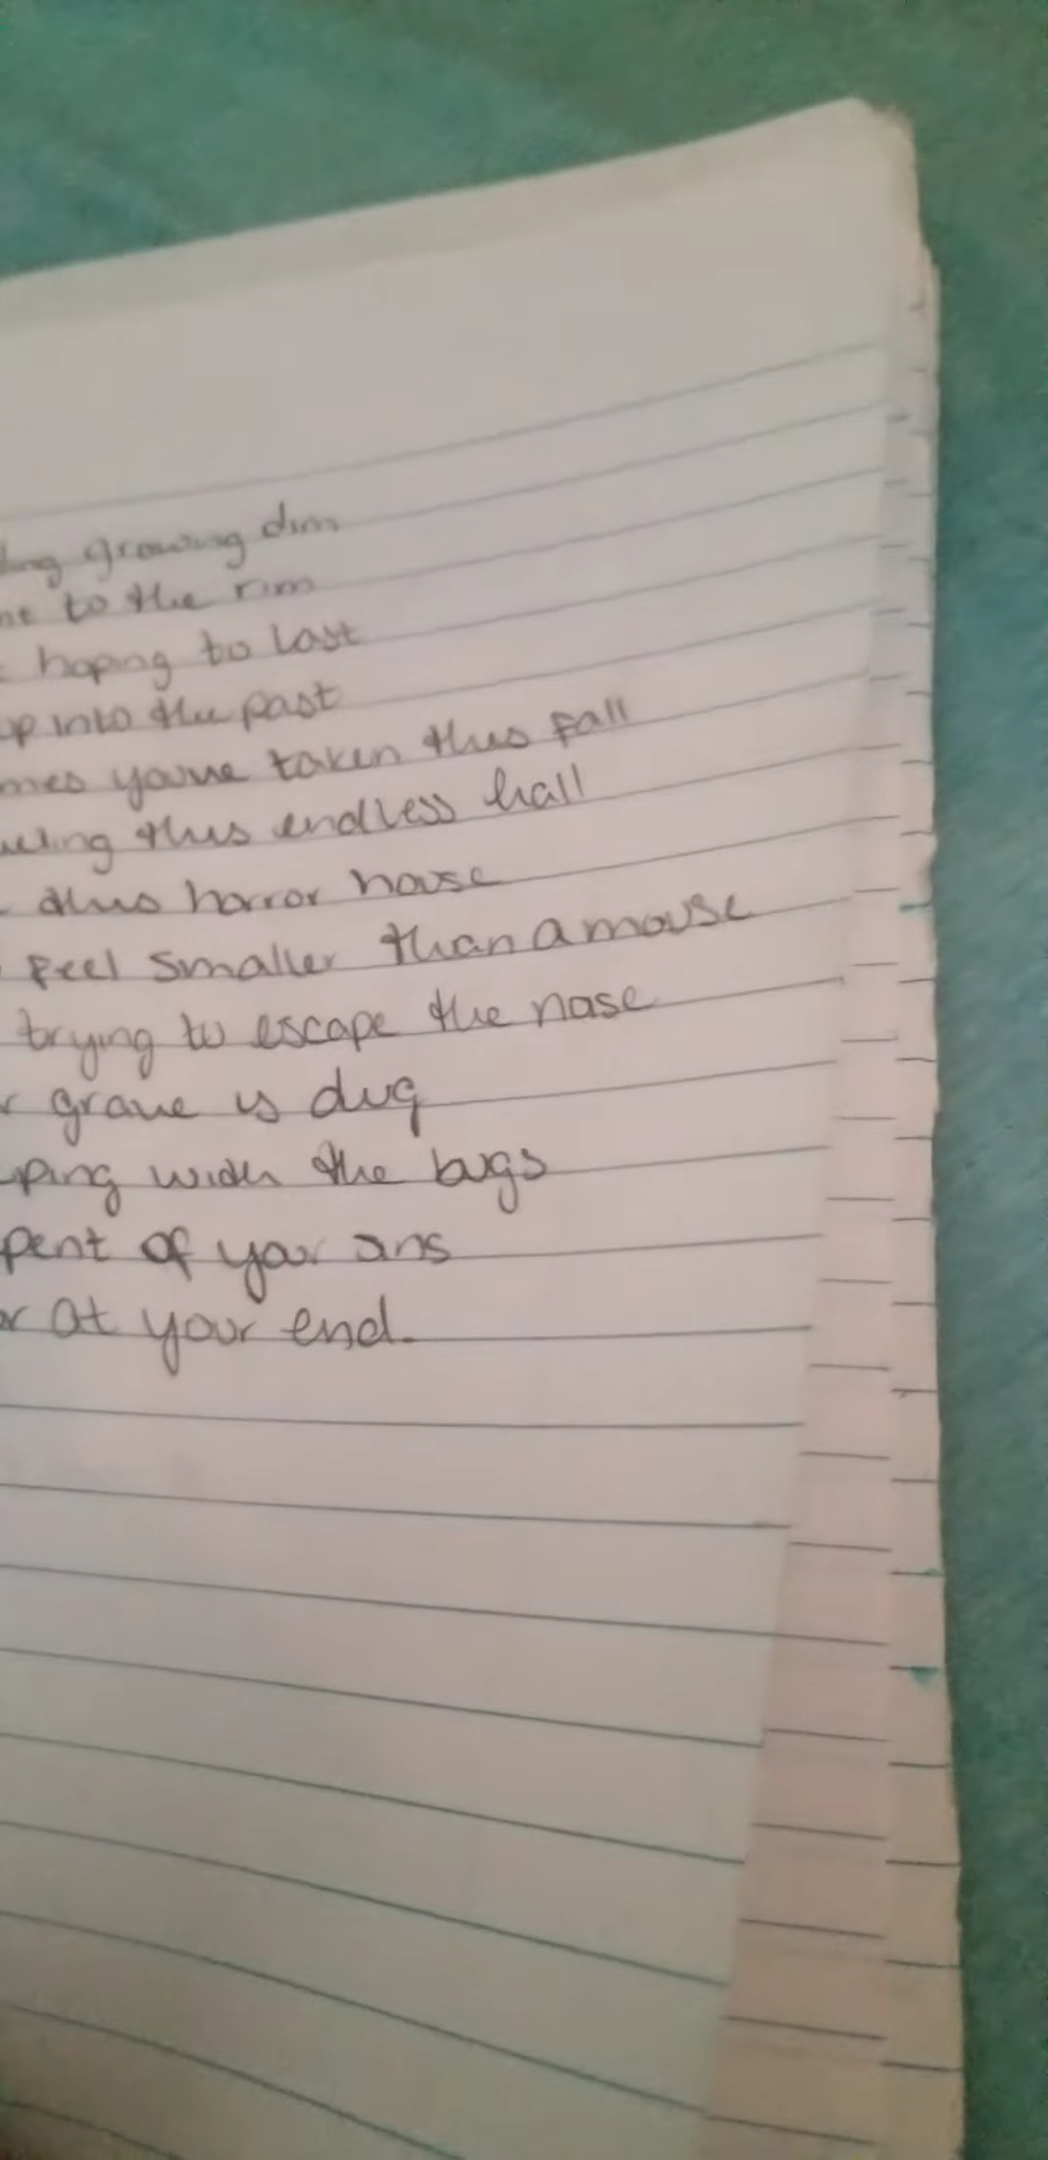 growing dim
to the rim
hoping to last
up into the past
youve taken this fall
this endless hall
this horror house
feel smaller than a mouse
trying to escape the nose
grave is dug
with the bugs
of your sins
at your end.